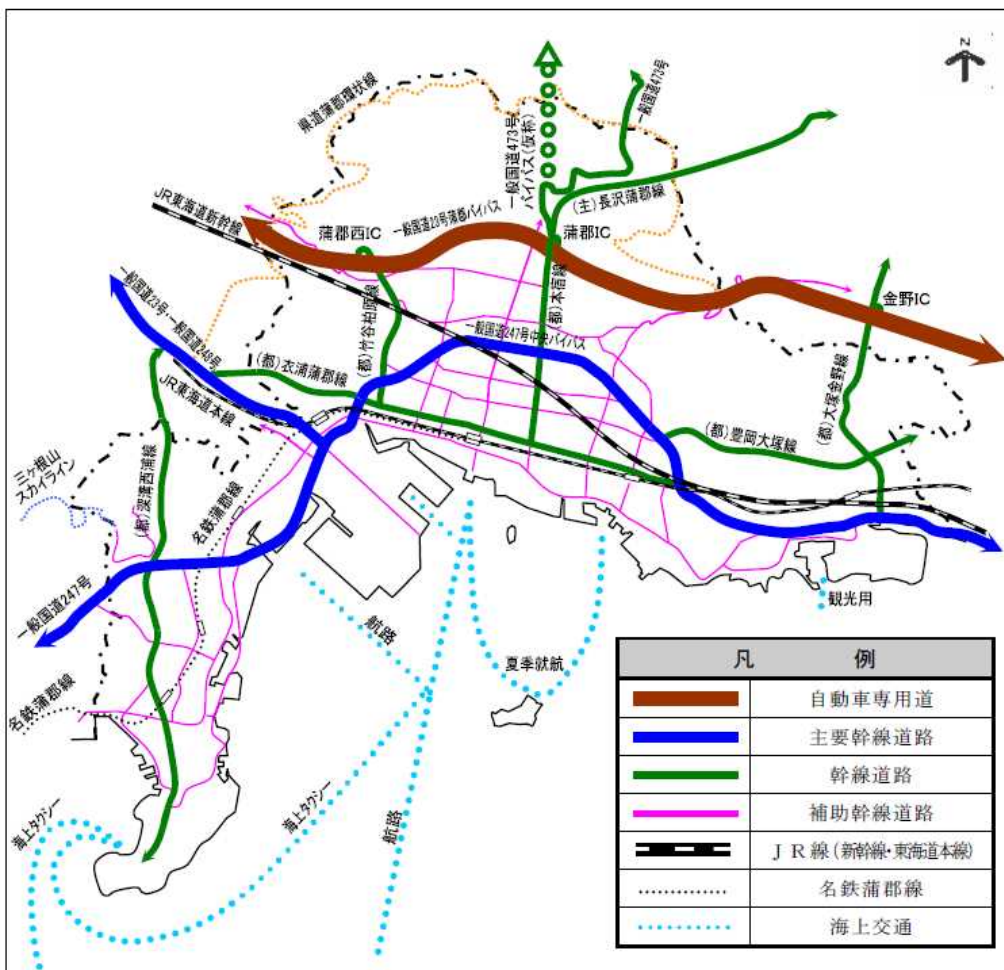 N
県道蒲郡環状線
一般国道473号
バイパス(仮称)
一般国道473号
(主)長沢蒲郡線
JR東海道新幹線
蒲郡西IC
一般国道23号蒲郡バイパス
蒲郡IC
金野IC
一般国道23号・一般国道248号
(都)竹谷柏原線
(都)本宿線
一般国道247号中央バイパス
(都)衣浦蒲郡線
JR東海道本線
(都)豊岡大塚線
(都)大塚金野線
三ヶ根山
スカイライン
(都)深溝西浦線
名鉄蒲郡線
一般国道247号
航路
夏季就航
観光用
名鉄蒲郡線
海上タクシー
海上タクシー
航路
凡 例
自動車専用道
主要幹線道路
幹線道路
補助幹線道路
JR線(新幹線・東海道本線)
名鉄蒲郡線
海上交通